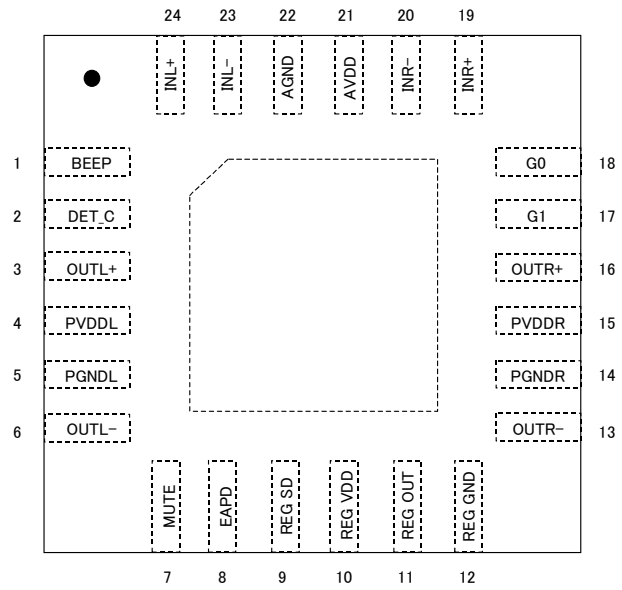 24 23 22 21 20 19
INL+ INL- AGND AVDD INR- INR+
1 BEEP G0 18
2 DET_C G1 17
3 OUTL+ OUTR+ 16
4 PVDDL PVDDR 15
5 PGNDL PGNDR 14
6 OUTL- OUTR- 13
MUTE EAPD REG SD REG VDD REG OUT REG GND
7 8 9 10 11 12